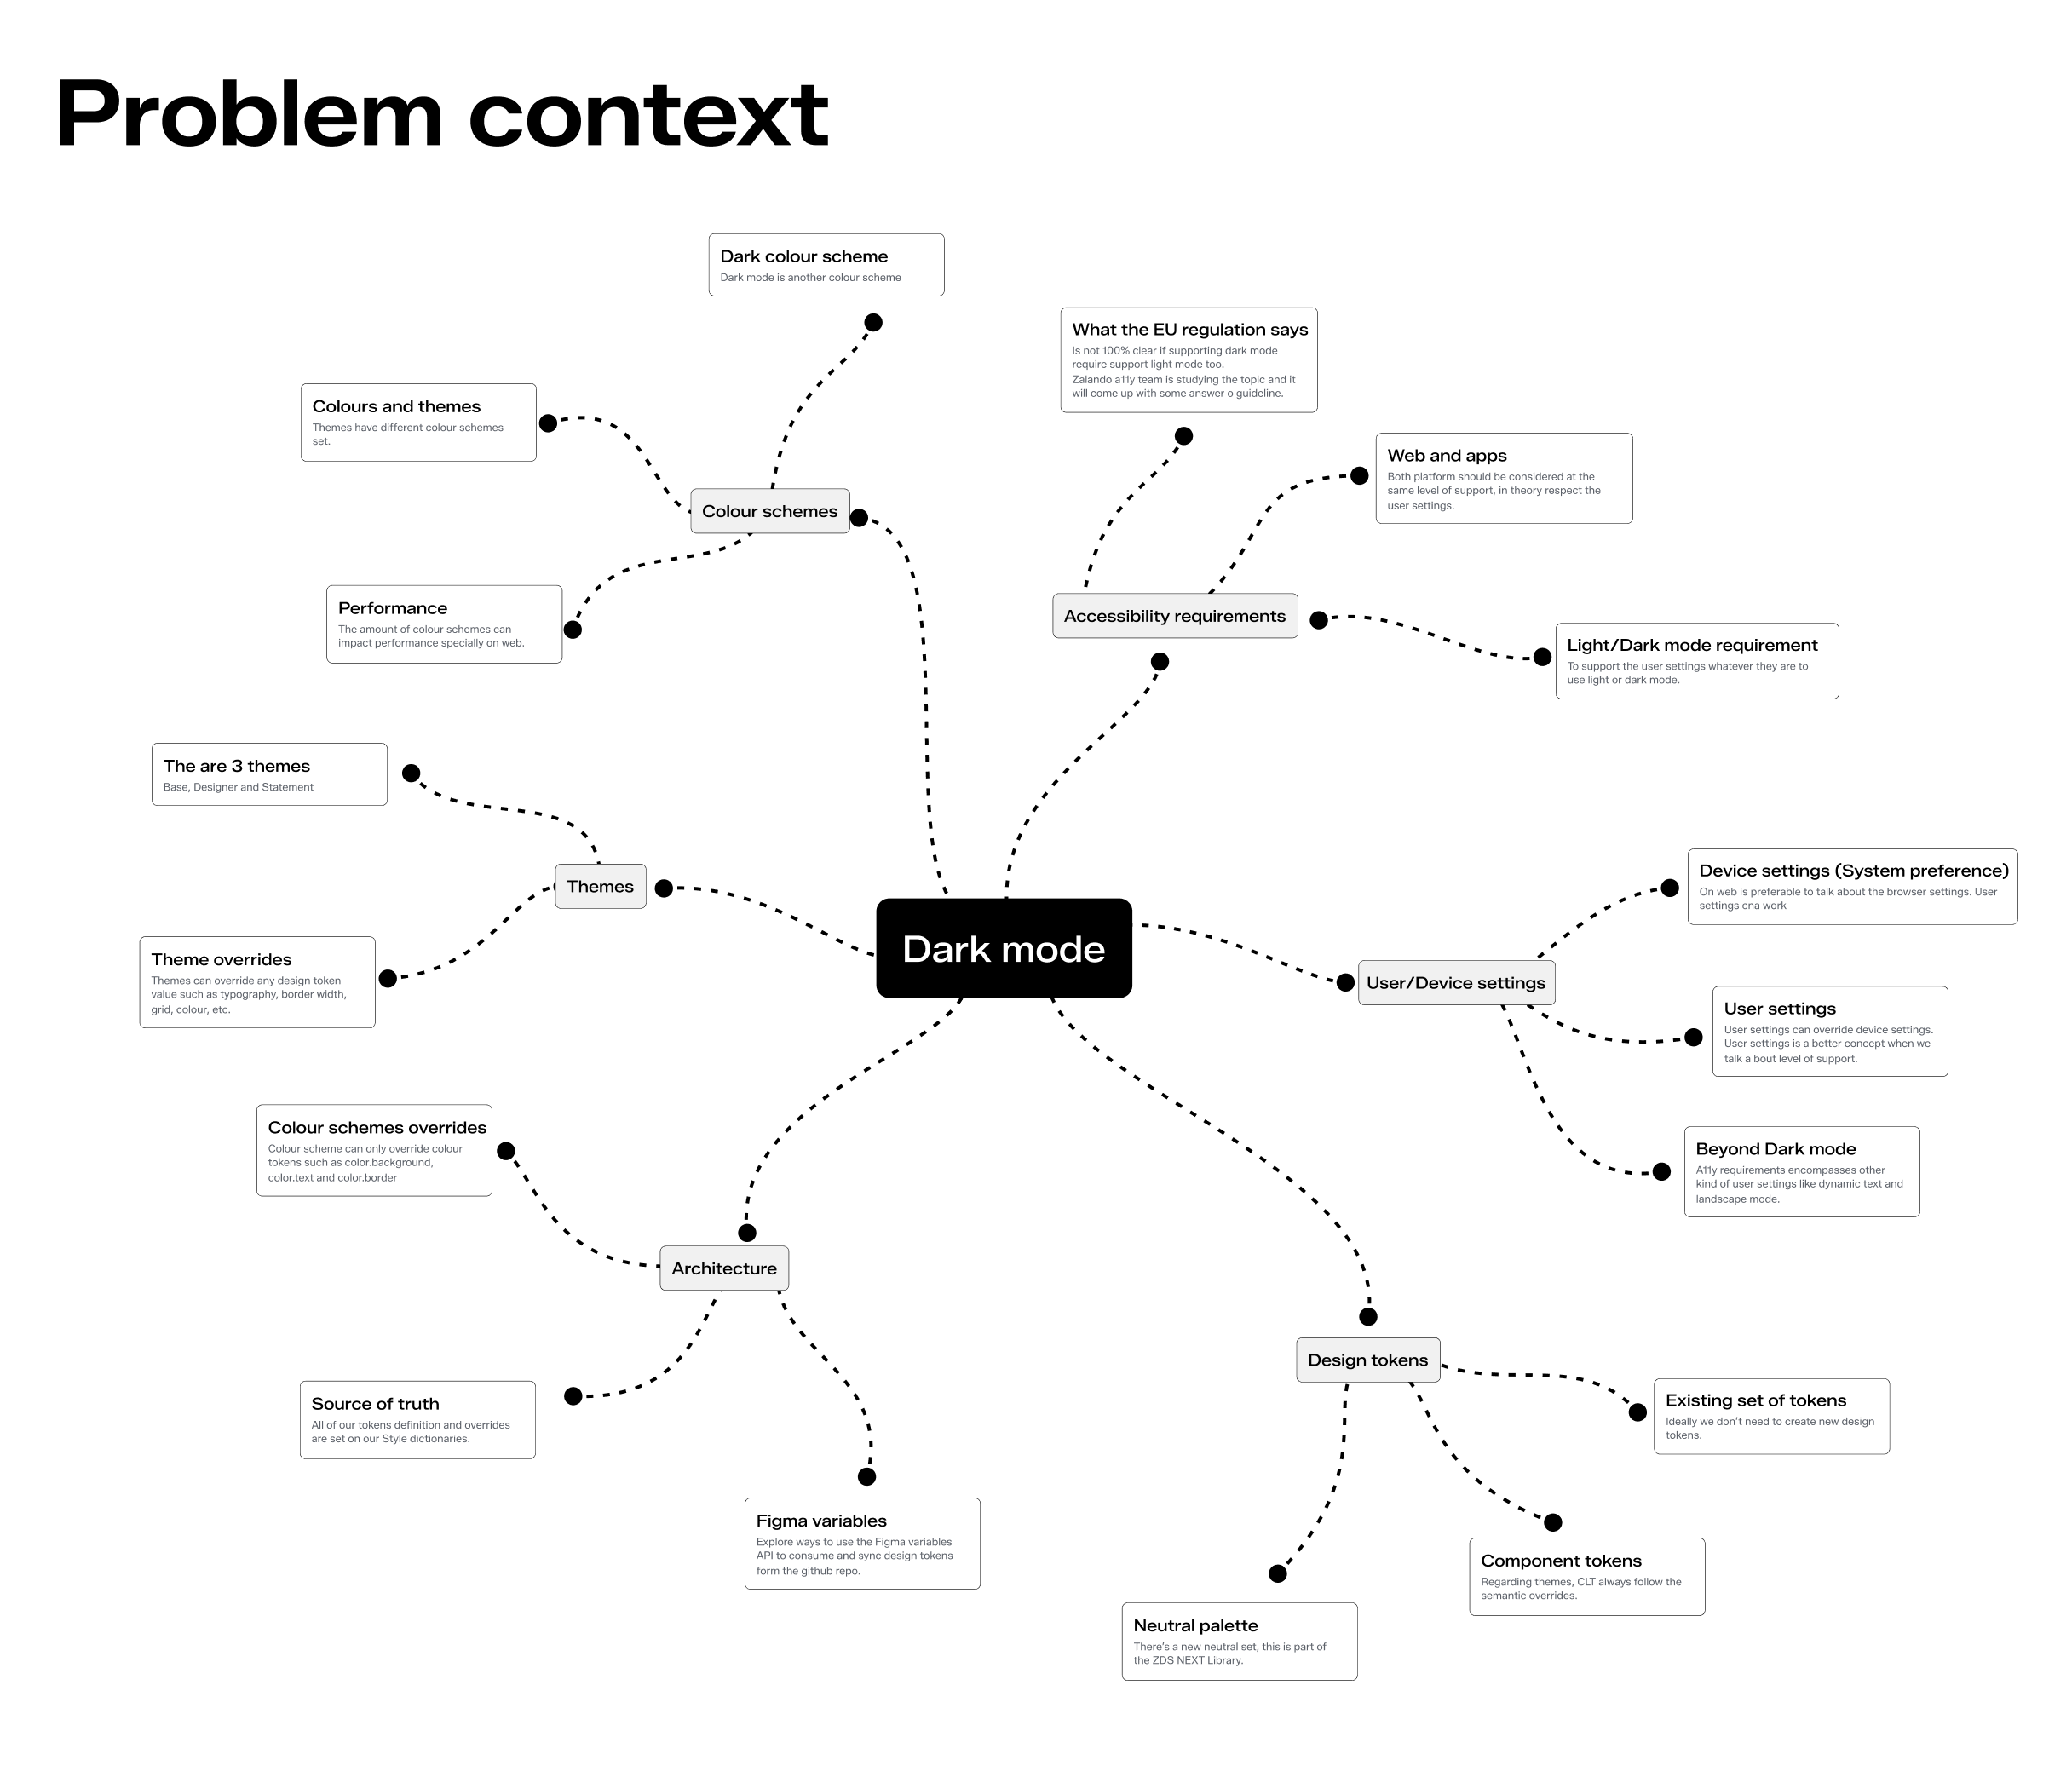 Problem context
Dark colour scheme
Dark mode is another colour scheme
What the EU regulation says
Is not 100% clear if supporting dark mode
require support light mode too.
Zalando a11y team is studying the topic and it
will come up with some answer o guideline.
Colours and themes
Themes have different colour schemes
set.
Web and apps
Both platform should be considered at the
same level of support, in theory respect the
user settings.
Colour schemes
Performance
The amount of colour schemes can
impact performance specially on web.
Accessibility requirements
Light/Dark mode requirement
To support the user settings whatever they are to
use light or dark mode.
The are 3 themes
Base, Designer and Statement
Themes
Theme overrides
Themes can override any design token
value such as typography, border width,
grid, colour, etc.
Dark mode
Device settings (System preference)
On web is preferable to talk about the browser settings. User
settings cna work
User/Device settings
User settings
User settings can override device settings.
User settings is a better concept when we
talk a bout level of support.
Beyond Dark mode
A11y requirements encompasses other
kind of user settings like dynamic text and
landscape mode.
Colour schemes overrides
Colour scheme can only override colour
tokens such as color.background,
color.text and color.border
Architecture
Source of truth
All of our tokens definition and overrides
are set on our Style dictionaries.
Figma variables
Explore ways to use the Figma variables
API to consume and sync design tokens
form the github repo.
Design tokens
Existing set of tokens
Ideally we don't need to create new design
tokens.
Component tokens
Regarding themes, CLT always follow the
semantic overrides.
Neutral palette
There's a new neutral set, this is part of
the ZDS NEXT Library.